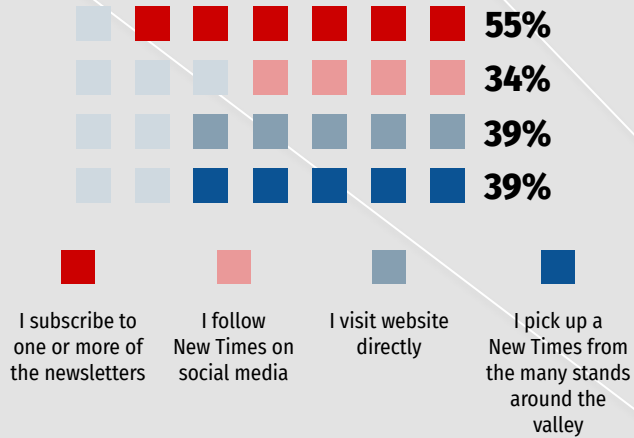 55%
34%
39%
39%
I subscribe to
one or more of
the newsletters
I follow
New Times on
social media
I visit website
directly
I pick up a
New Times from
the many stands
around the
valley